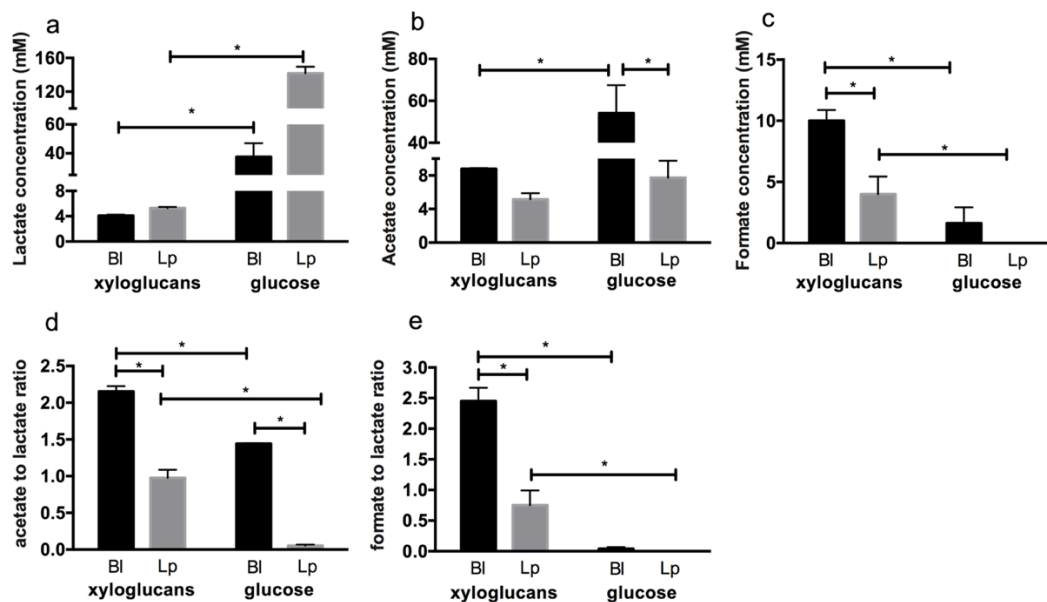 a
Lactate concentration (mM)
160
120
60
40
8
4
0
*
*
Bl Lp Bl Lp
xyloglucans glucose
b
Acetate concentration (mM)
80
60
40
8
4
0
*
*
Bl Lp Bl Lp
xyloglucans glucose
c
Formate concentration (mM)
15
10
5
0
*
*
*
Bl Lp Bl Lp
xyloglucans glucose
d
acetate to lactate ratio
2.5
2.0
1.5
1.0
0.5
0.0
*
*
*
*
Bl Lp Bl Lp
xyloglucans glucose
e
formate to lactate ratio
3.0
2.5
2.0
1.5
1.0
0.5
0.0
*
*
*
Bl Lp Bl Lp
xyloglucans glucose